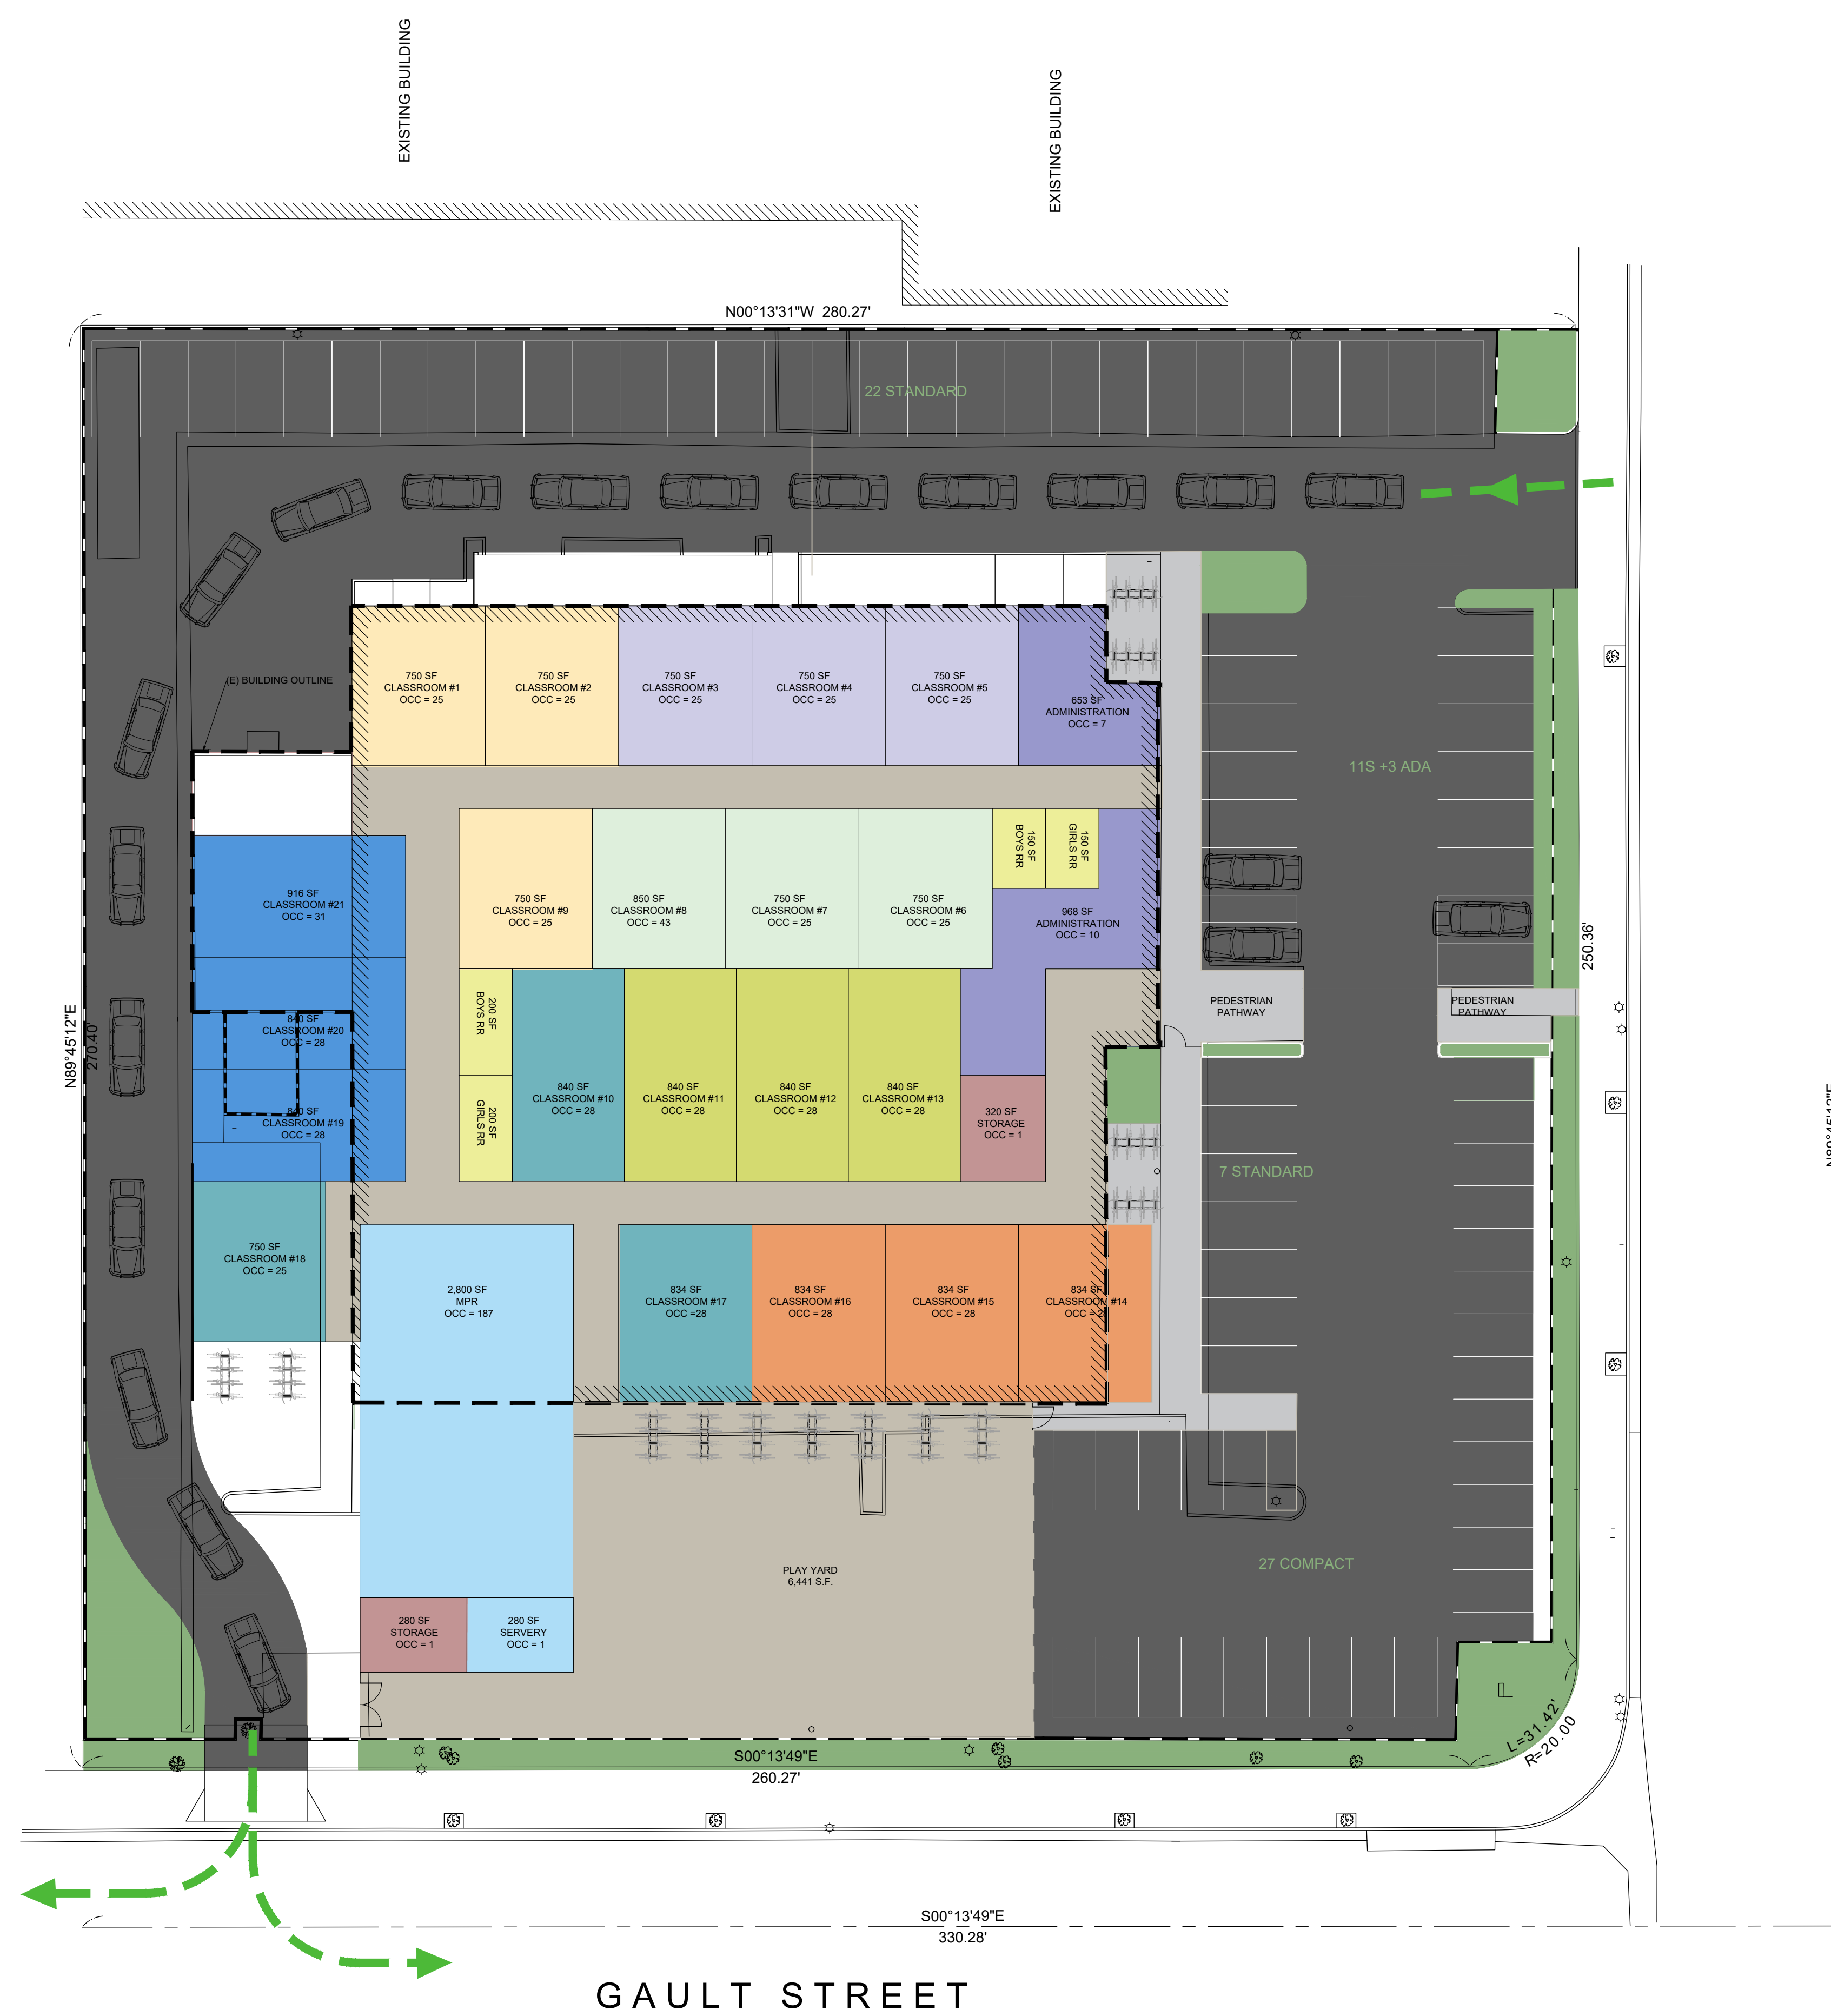 EXISTING BUILDING
EXISTING BUILDING
N00°13'31"W 280.27'
22 STANDARD
(E) BUILDING OUTLINE
750 SF
CLASSROOM #1
OCC = 25
750 SF
CLASSROOM #2
OCC = 25
750 SF
CLASSROOM #3
OCC = 25
750 SF
CLASSROOM #4
OCC = 25
750 SF
CLASSROOM #5
OCC = 25
653 SF
ADMINISTRATION
OCC = 7
11S +3 ADA
150 SF
BOYS RR
150 SF
GIRLS RR
916 SF
CLASSROOM #21
OCC = 31
750 SF
CLASSROOM #9
OCC = 25
850 SF
CLASSROOM #8
OCC = 43
750 SF
CLASSROOM #7
OCC = 25
750 SF
CLASSROOM #6
OCC = 25
968 SF
ADMINISTRATION
OCC = 10
250.36'
N89°45'12"E
270.40'
840 SF
CLASSROOM #20
OCC = 28
200 SF
BOYS RR
PEDESTRIAN
PATHWAY
PEDESTRIAN
PATHWAY
840 SF
CLASSROOM #19
OCC = 28
200 SF
GIRLS RR
840 SF
CLASSROOM #10
OCC = 28
840 SF
CLASSROOM #11
OCC = 28
840 SF
CLASSROOM #12
OCC = 28
840 SF
CLASSROOM #13
OCC = 28
320 SF
STORAGE
OCC = 1
7 STANDARD
750 SF
CLASSROOM #18
OCC = 25
2,800 SF
MPR
OCC = 187
834 SF
CLASSROOM #17
OCC =28
834 SF
CLASSROOM #16
OCC = 28
834 SF
CLASSROOM #15
OCC = 28
834 SF
CLASSROOM #14
OCC = 28
PLAY YARD
6,441 S.F.
27 COMPACT
280 SF
STORAGE
OCC = 1
280 SF
SERVERY
OCC = 1
L=31.42'
R=20.00
S00°13'49"E
260.27'
S00°13'49"E
330.28'
GAULT STREET